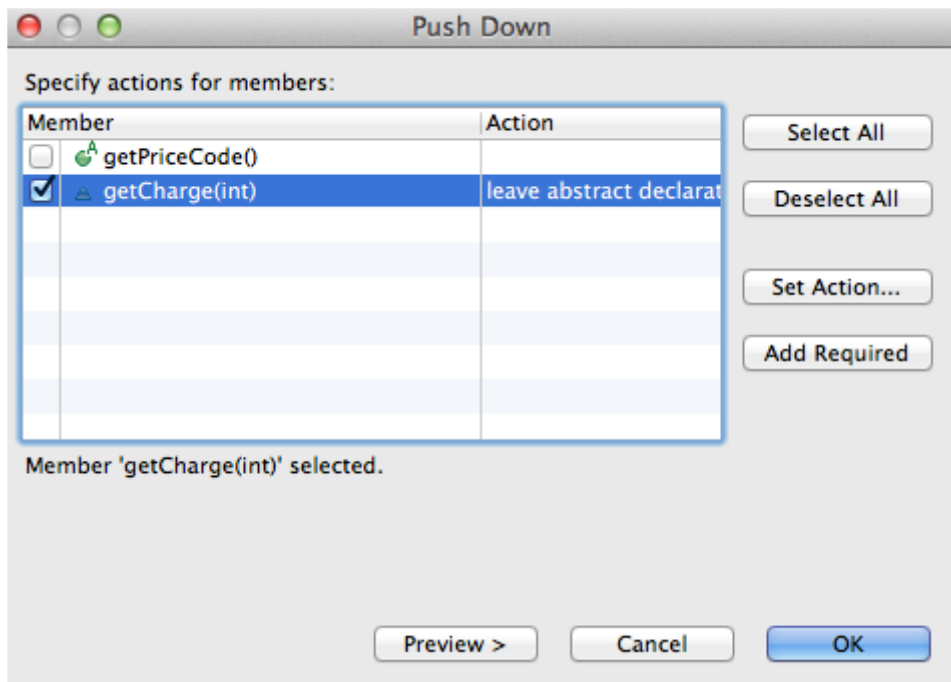 Push Down
Specify actions for members:
Member Action
getPriceCode()
getCharge(int) leave abstract declarat
Select All
Deselect All
Set Action...
Add Required
Member 'getCharge(int)' selected.
Preview > Cancel OK